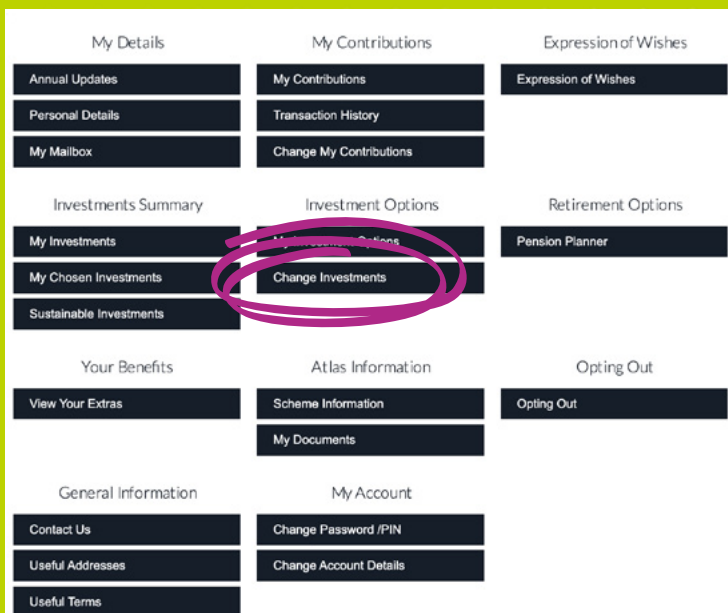 My Details
Annual Updates
Personal Details
My Mailbox
My Contributions
My Contributions
Transaction History
Change My Contributions
Expression of Wishes
Expression of Wishes
Investments Summary
My Investments
My Chosen Investments
Sustainable Investments
Investment Options
My Investment Options
Change Investments
Retirement Options
Pension Planner
Your Benefits
View Your Extras
Atlas Information
Scheme Information
My Documents
Opting Out
Opting Out
General Information
Contact Us
Useful Addresses
Useful Terms
My Account
Change Password /PIN
Change Account Details